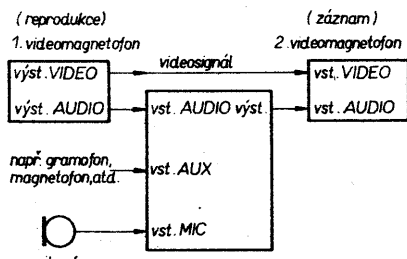 (reprodukce)
1. videomagnetofon
(záznam)
2. videomagnetofon
výst. VIDEO
videosignál
vst. VIDEO
výst. AUDIO
vst. AUDIO výst.
vst. AUDIO
např. gramofon,
magnetofon, atd.
vst. AUX
vst. MIC